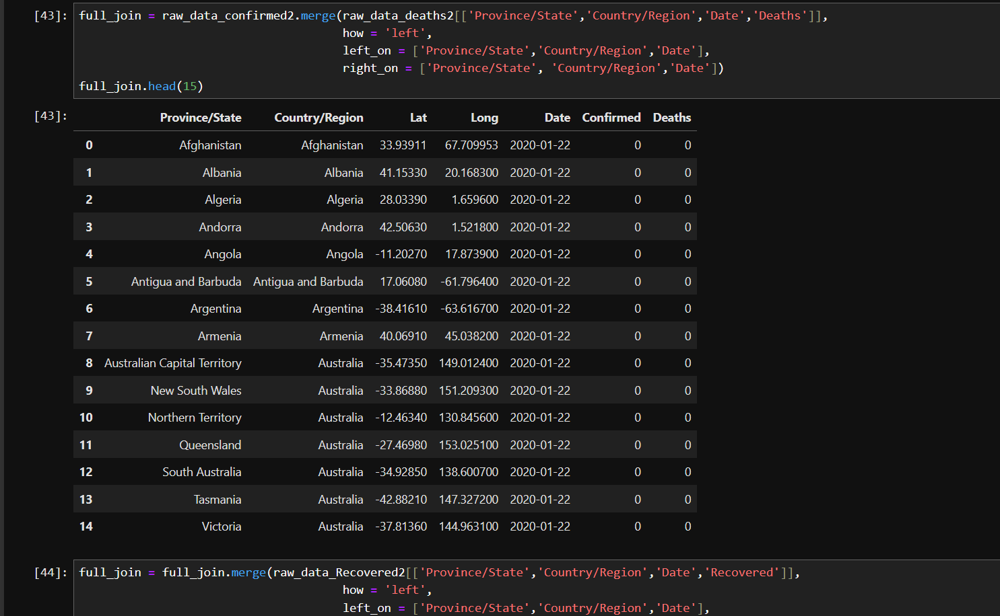 [43]: full_join = raw_data_confirmed2.merge(raw_data_deaths2[['Province/State','Country/Region','Date','Deaths']],
how = 'left',
left_on = ['Province/State','Country/Region','Date'],
right_on = ['Province/State', 'Country/Region','Date'])
full_join.head(15)
[43]: Province/State Country/Region Lat Long Date Confirmed Deaths
0 Afghanistan Afghanistan 33.93911 67.709953 2020-01-22 0 0
1 Albania Albania 41.15330 20.168300 2020-01-22 0 0
2 Algeria Algeria 28.03390 1.659600 2020-01-22 0 0
3 Andorra Andorra 42.50630 1.521800 2020-01-22 0 0
4 Angola Angola -11.20270 17.873900 2020-01-22 0 0
5 Antigua and Barbuda Antigua and Barbuda 17.06080 -61.796400 2020-01-22 0 0
6 Argentina Argentina -38.41610 -63.616700 2020-01-22 0 0
7 Armenia Armenia 40.06910 45.038200 2020-01-22 0 0
8 Australian Capital Territory Australia -35.47350 149.012400 2020-01-22 0 0
9 New South Wales Australia -33.86880 151.209300 2020-01-22 0 0
10 Northern Territory Australia -12.46340 130.845600 2020-01-22 0 0
11 Queensland Australia -27.46980 153.025100 2020-01-22 0 0
12 South Australia Australia -34.92850 138.600700 2020-01-22 0 0
13 Tasmania Australia -42.88210 147.327200 2020-01-22 0 0
14 Victoria Australia -37.81360 144.963100 2020-01-22 0 0
[44]: full_join = full_join.merge(raw_data_Recovered2[['Province/State','Country/Region','Date','Recovered']],
how = 'left',
left_on = ['Province/State','Country/Region','Date'],